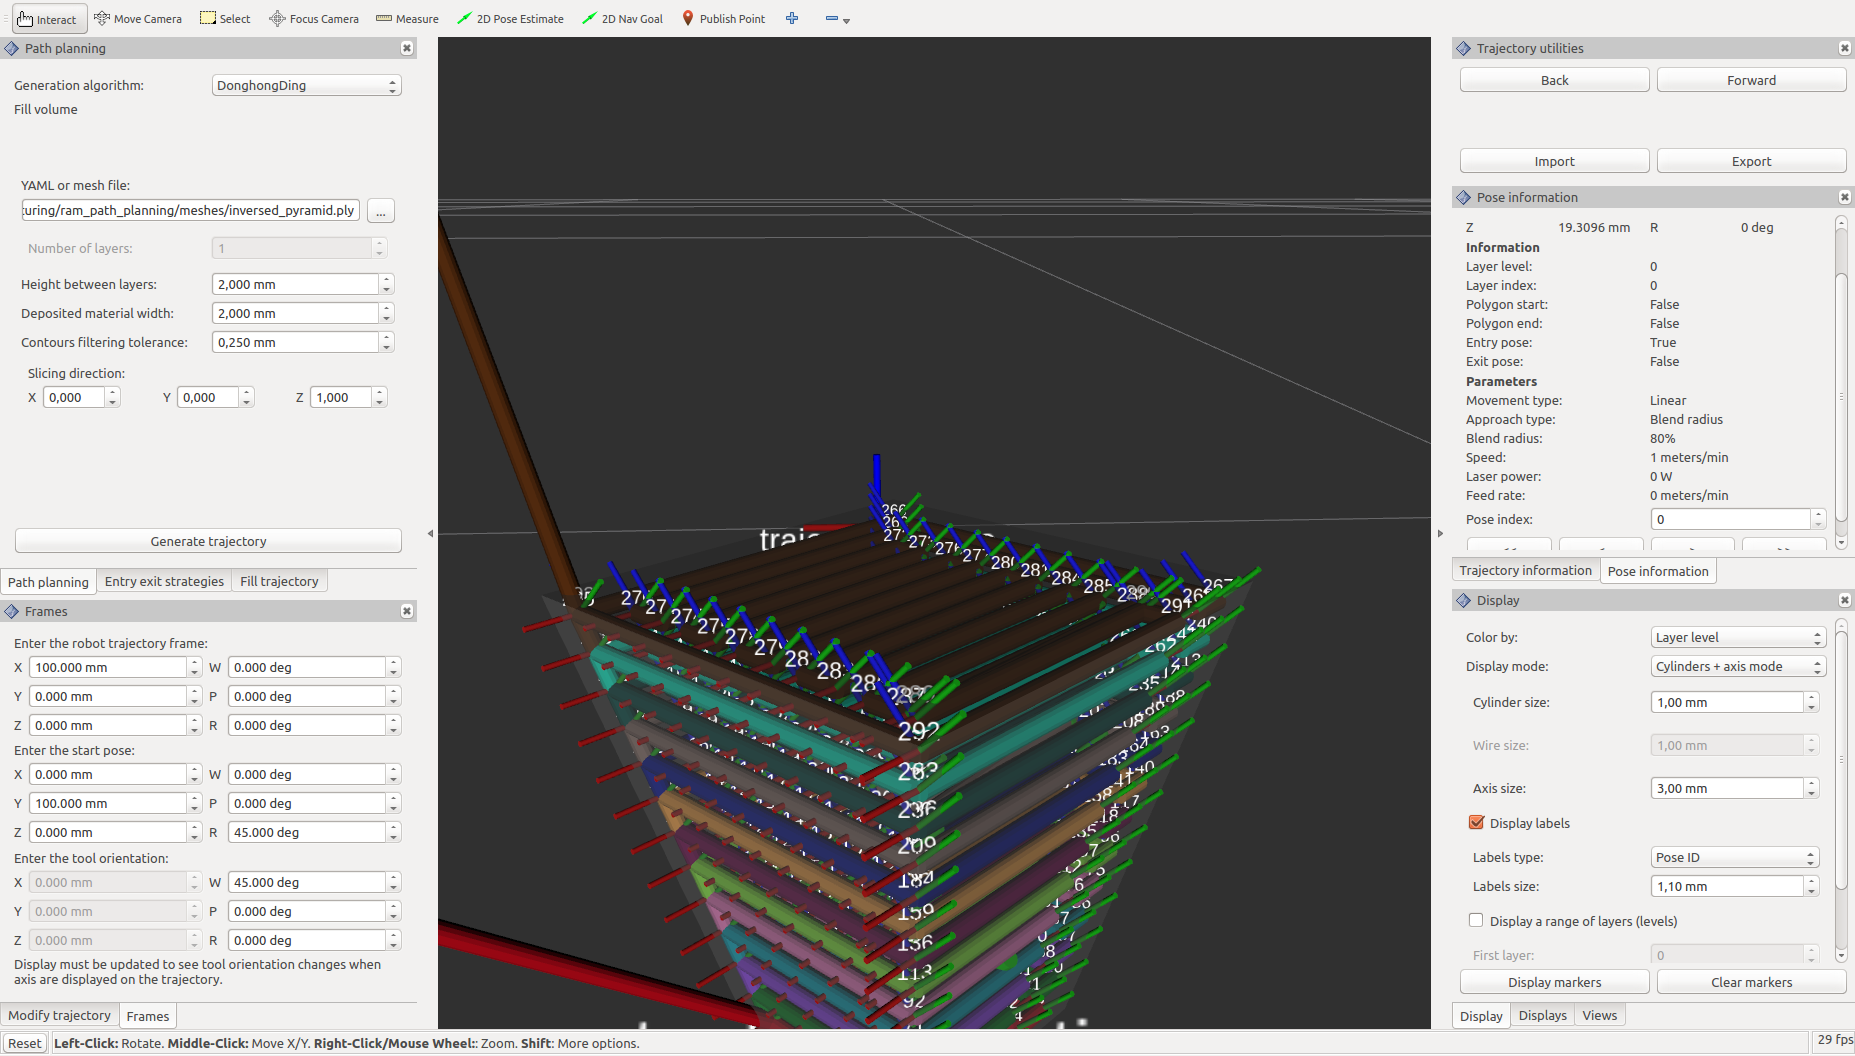 Interact Move Camera Select Focus Camera Measure 2D Pose Estimate 2D Nav Goal Publish Point
Path planning
Generation algorithm: DonghongDing
Fill volume
YAML or mesh file:
:uring/ram_path_planning/meshes/inversed_pyramid.ply ...
Number of layers: 1
Height between layers: 2,000 mm
Deposited material width: 2,000 mm
Contours filtering tolerance: 0,250 mm
Slicing direction:
X 0,000 Y 0,000 Z 1,000
Generate trajectory
Path planning Entry exit strategies Fill trajectory
Frames
Enter the robot trajectory frame:
X 100.000 mm W 0.000 deg
Y 0.000 mm P 0.000 deg
Z 0.000 mm R 0.000 deg
Enter the start pose:
X 0.000 mm W 0.000 deg
Y 100.000 mm P 0.000 deg
Z 0.000 mm R 45.000 deg
Enter the tool orientation:
X 0.000 mm W 45.000 deg
Y 0.000 mm P 0.000 deg
Z 0.000 mm R 0.000 deg
Display must be updated to see tool orientation changes when
axis are displayed on the trajectory.
Modify trajectory Frames
292
263
236
209
184
159
136
113
92
Trajectory utilities
Back Forward
Import Export
Pose information
Z 19.3096 mm R 0 deg
Information
Layer level: 0
Layer index: 0
Polygon start: False
Polygon end: False
Entry pose: True
Exit pose: False
Parameters
Movement type: Linear
Approach type: Blend radius
Blend radius: 80%
Speed: 1 meters/min
Laser power: 0 W
Feed rate: 0 meters/min
Pose index: 0
Trajectory information Pose information
Display
Color by: Layer level
Display mode: Cylinders + axis mode
Cylinder size: 1,00 mm
Wire size: 1,00 mm
Axis size: 3,00 mm
Display labels
Labels type: Pose ID
Labels size: 1,10 mm
Display a range of layers (levels)
First layer: 0
Display markers Clear markers
Display Displays Views
Reset Left-Click: Rotate. Middle-Click: Move X/Y. Right-Click/Mouse Wheel:: Zoom. Shift: More options. 29 fps